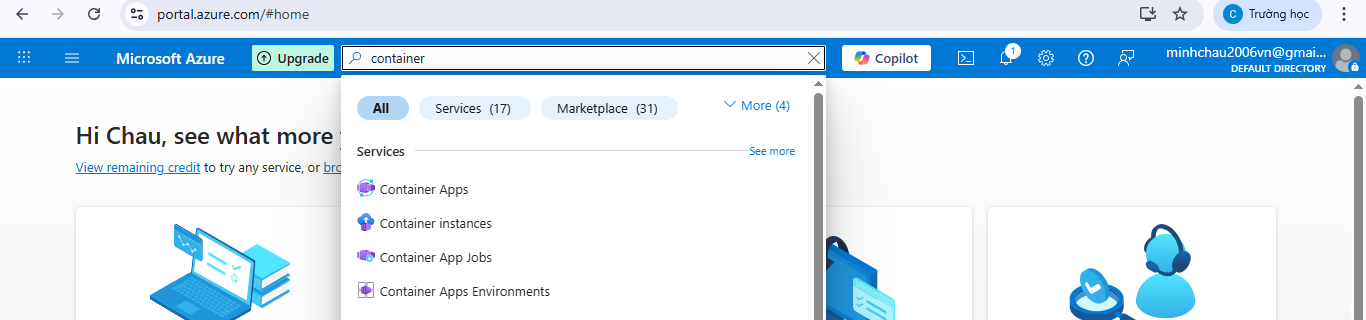 portal.azure.com/#home
C Trường học
Microsoft Azure
Upgrade
container
Copilot
1
minhchau2006vn@gmai...
DEFAULT DIRECTORY
All
Services (17)
Marketplace (31)
More (4)
Hi Chau, see what more
Services
See more
View remaining credit to try any service, or bro
Container Apps
Container instances
Container App Jobs
Container Apps Environments